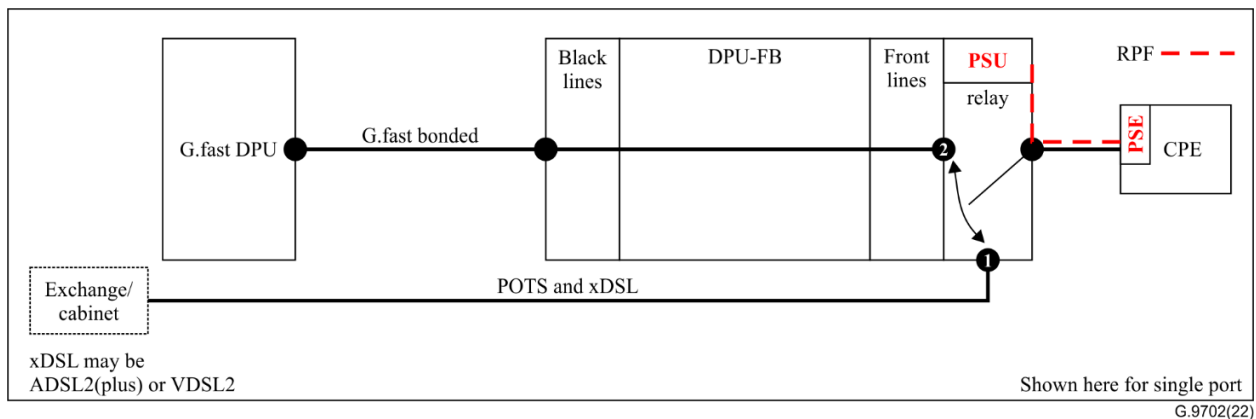 Black
lines
DPU-FB
Front
lines
PSU
relay
RPF
G.fast DPU
G.fast bonded
2
PSE
CPE
1
Exchange/
cabinet
POTS and xDSL
xDSL may be
ADSL2(plus) or VDSL2
Shown here for single port
G.9702(22)